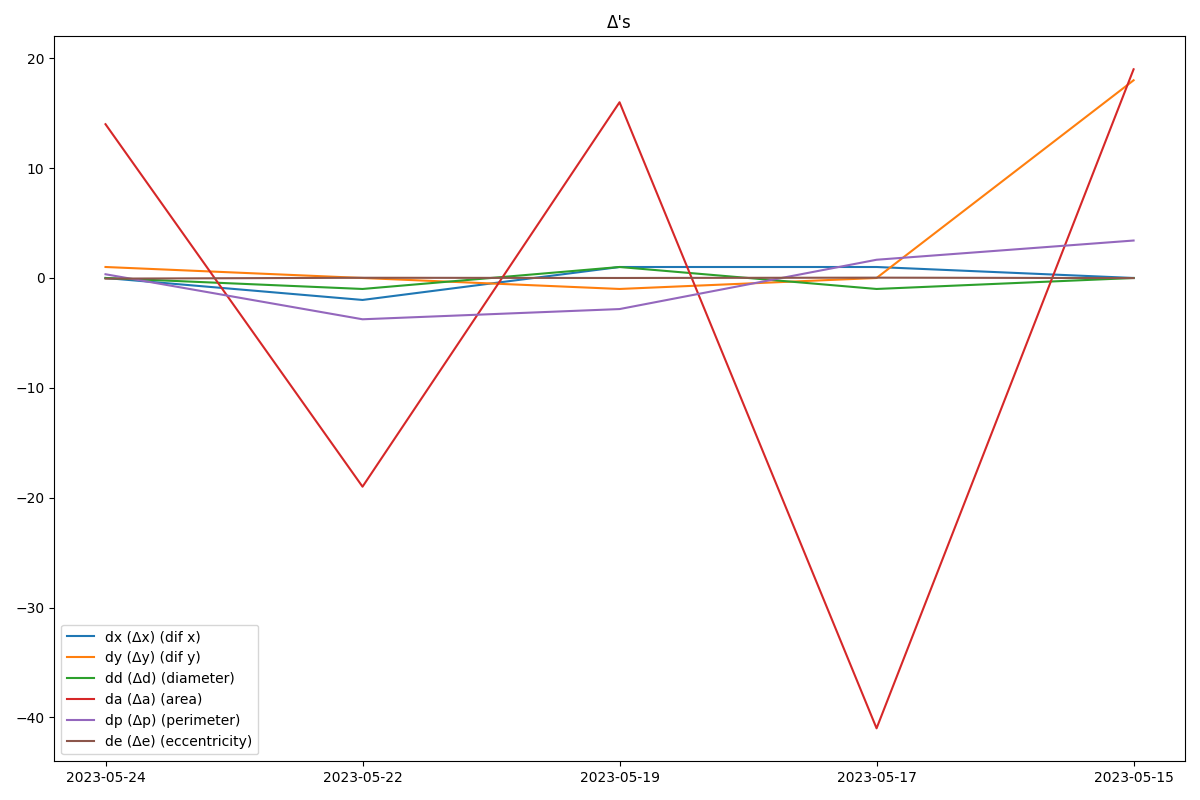 Δ's
20
10
0
−10
−20
−30
−40
dx (Δx) (dif x)
dy (Δy) (dif y)
dd (Δd) (diameter)
da (Δa) (area)
dp (Δp) (perimeter)
de (Δe) (eccentricity)
2023-05-24 2023-05-22 2023-05-19 2023-05-17 2023-05-15